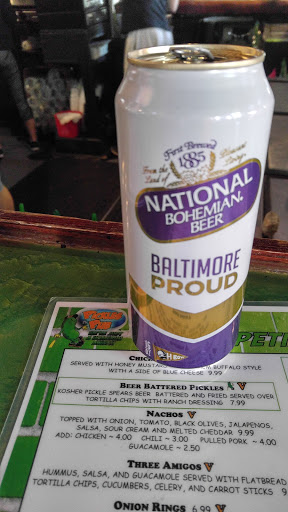 First Brewed
1885
From the
Land of
Pleasant
Living
NATIONAL
BOHEMIAN
BEER
BALTIMORE
PROUD
SERVED WITH HONEY MUSTARD
BUFFALO STYLE
WITH A SIDE OF BLUE CHEESE 9.99
BEER BATTERED PICKLES
KOSHER PICKLE SPEARS BEER BATTERED AND FRIED SERVED OVER
TORTILLA CHIPS WITH RANCH DRESSING 7.99
NACHOS
TOPPED WITH ONION, TOMATO, BLACK OLIVES, JALAPENOS,
SALSA, SOUR CREAM AND MELTED CHEDDAR 9.99
ADD: CHICKEN ~ 4.00 CHILI ~ 3.00 PULLED PORK ~ 4.00
GUACAMOLE ~ 2.50
THREE AMIGOS
HUMMUS, SALSA, AND GUACAMOLE SERVED WITH FLATBREAD
TORTILLA CHIPS, CUCUMBERS, CELERY, AND CARROT STICKS
ONION RINGS 6.99